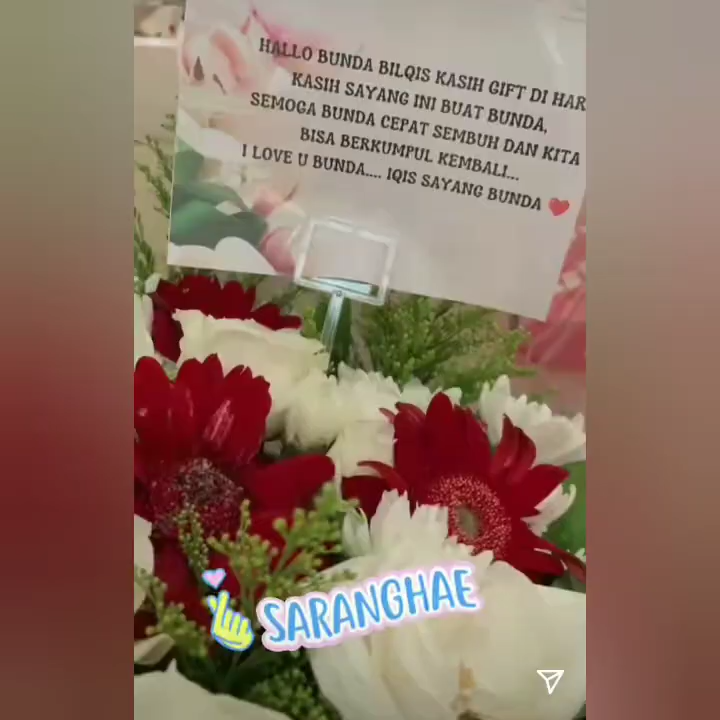 HALLO BUNDA BILQIS KASIH GIFT DI HAR
KASIH SAYANG INI BUAT BUNDA,
SEMOGA BUNDA CEPAT SEMBUH DAN KITA
BISA BERKUMPUL KEMBALI...
I LOVE U BUNDA.... IQIS SAYANG BUNDA ❤️
SARANGHAE